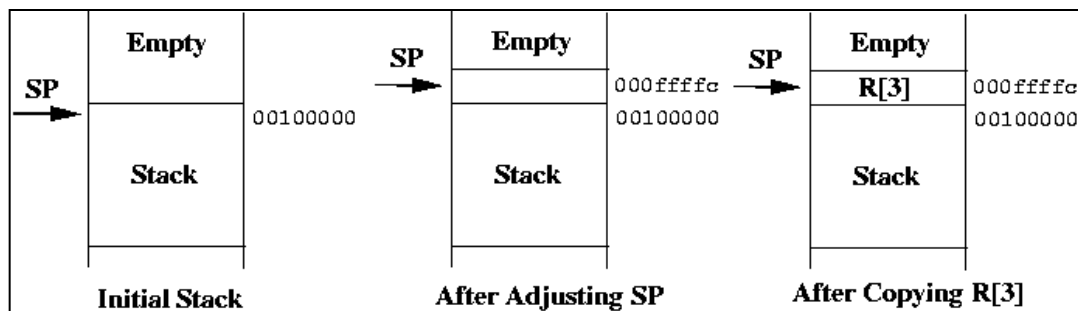 Empty
SP
00100000
Stack
Initial Stack
Empty
SP
000ffffc
00100000
Stack
After Adjusting SP
Empty
SP
R[3]
000ffffc
00100000
Stack
After Copying R[3]